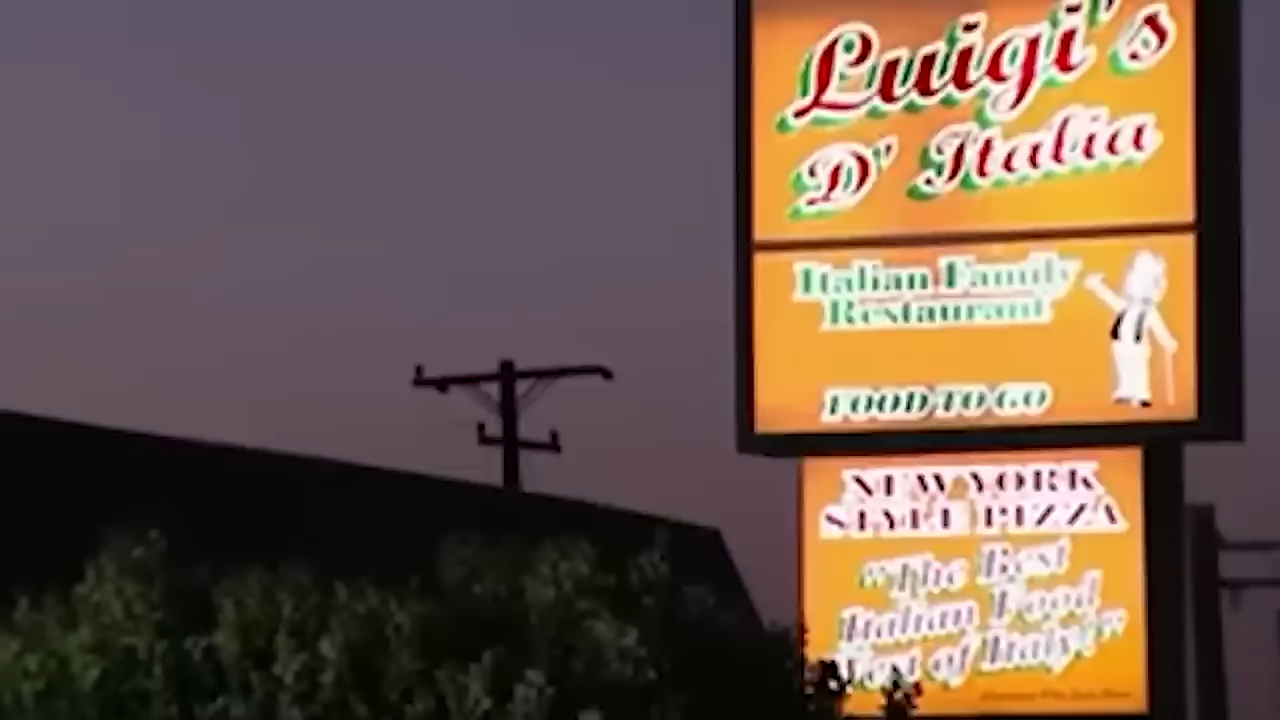 Luigi's
D' Italia
Italian Family
Restaurant
FOOD TO GO
NEW YORK
STYLE PIZZA
"The Best
Italian Food
West of Italy!"